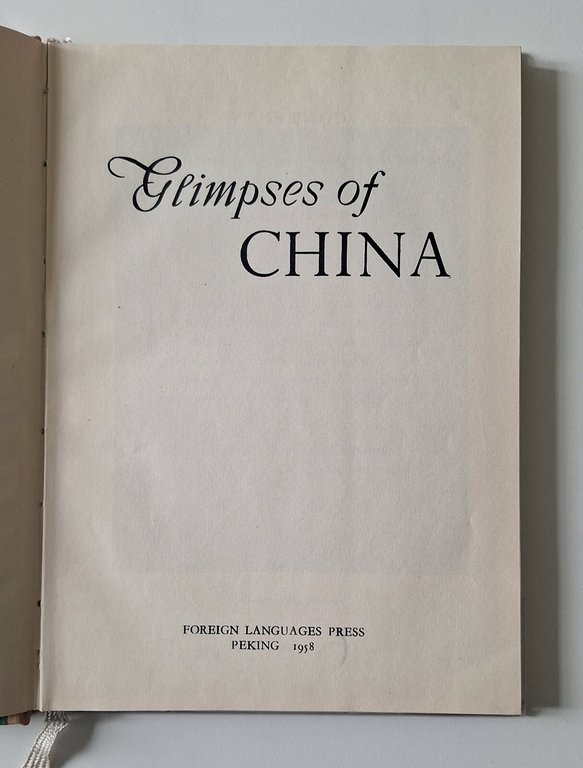 Glimpses of
CHINA
FOREIGN LANGUAGES PRESS
PEKING 1958